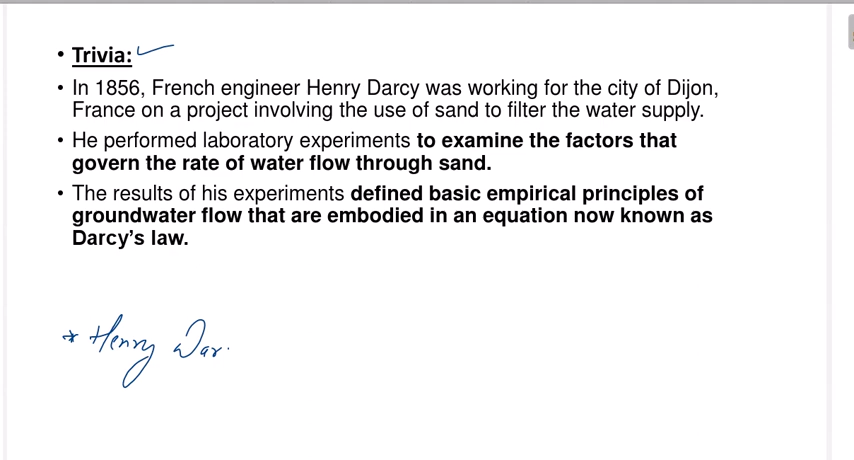 • Trivia:
• In 1856, French engineer Henry Darcy was working for the city of Dijon,
France on a project involving the use of sand to filter the water supply.
• He performed laboratory experiments to examine the factors that
govern the rate of water flow through sand.
• The results of his experiments defined basic empirical principles of
groundwater flow that are embodied in an equation now known as
Darcy’s law.
* Henry Dar.